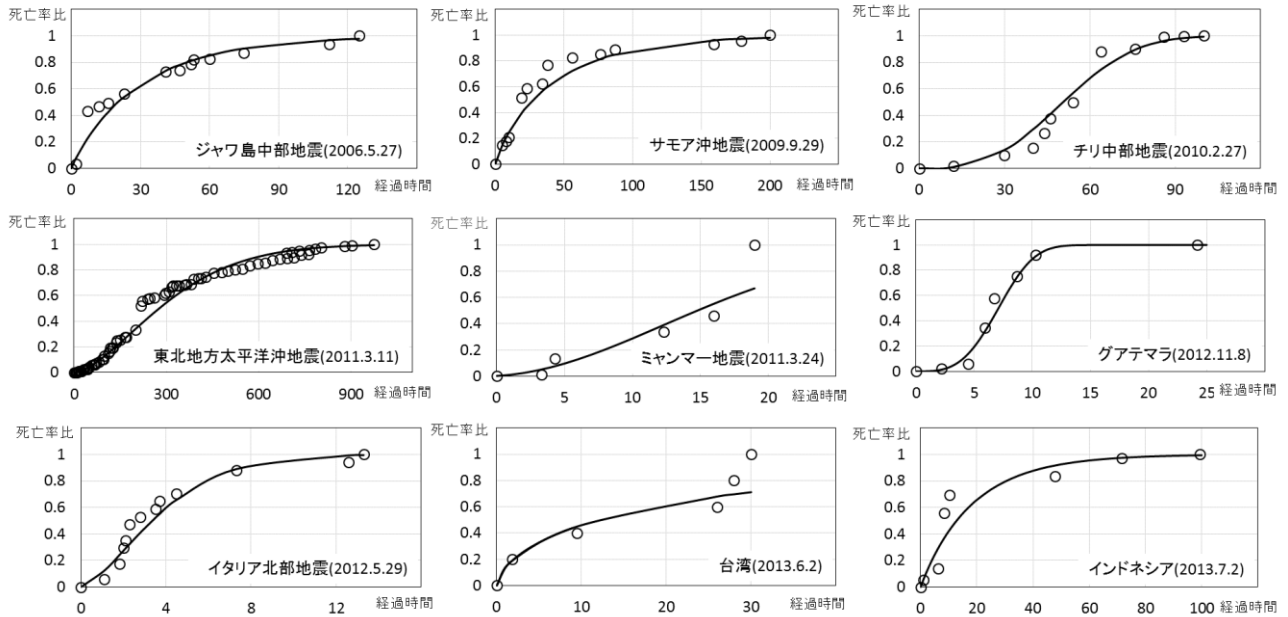 死亡率比
1
0.8
0.6
0.4
0.2
0
ジャワ島中部地震(2006.5.27)
0 30 60 90 120 経過時間
死亡率比
1
0.8
0.6
0.4
0.2
0
サモア沖地震(2009.9.29)
0 50 100 150 200 経過時間
死亡率比
1
0.8
0.6
0.4
0.2
0
チリ中部地震(2010.2.27)
0 30 60 90 経過時間
死亡率比
1
0.8
0.6
0.4
0.2
0
東北地方太平洋沖地震(2011.3.11)
0 300 600 900 経過時間
死亡率比
1
0.8
0.6
0.4
0.2
0
ミャンマー地震(2011.3.24)
0 5 10 15 20 経過時間
死亡率比
1
0.8
0.6
0.4
0.2
0
グアテマラ(2012.11.8)
0 5 10 15 20 25 経過時間
死亡率比
1
0.8
0.6
0.4
0.2
0
イタリア北部地震(2012.5.29)
0 4 8 12 経過時間
死亡率比
1
0.8
0.6
0.4
0.2
0
台湾(2013.6.2)
0 10 20 30 経過時間
死亡率比
1
0.8
0.6
0.4
0.2
0
インドネシア(2013.7.2)
0 20 40 60 80 100 経過時間